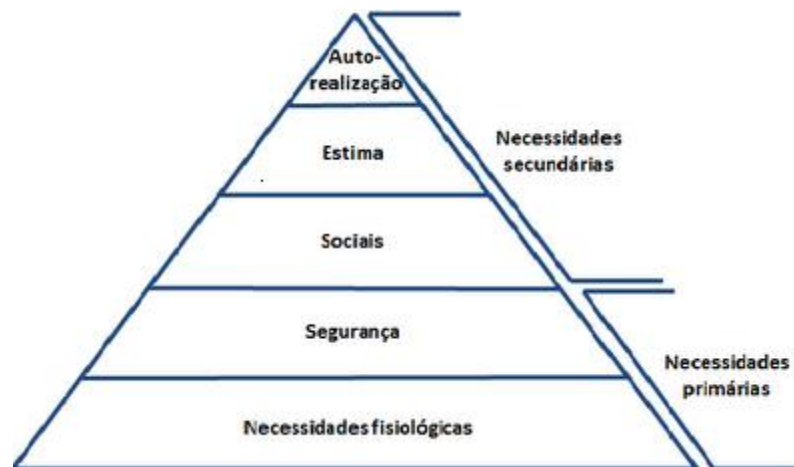 Auto-
realização
Estima
Necessidades
secundárias
Sociais
Segurança
Necessidades
primárias
Necessidades fisiológicas